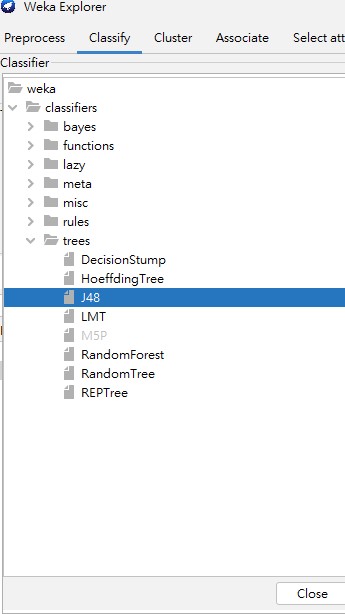 Weka Explorer
Preprocess Classify Cluster Associate Select att
Classifier
weka
classifiers
bayes
functions
lazy
meta
misc
rules
trees
DecisionStump
HoeffdingTree
J48
LMT
M5P
RandomForest
RandomTree
REPTree
Close